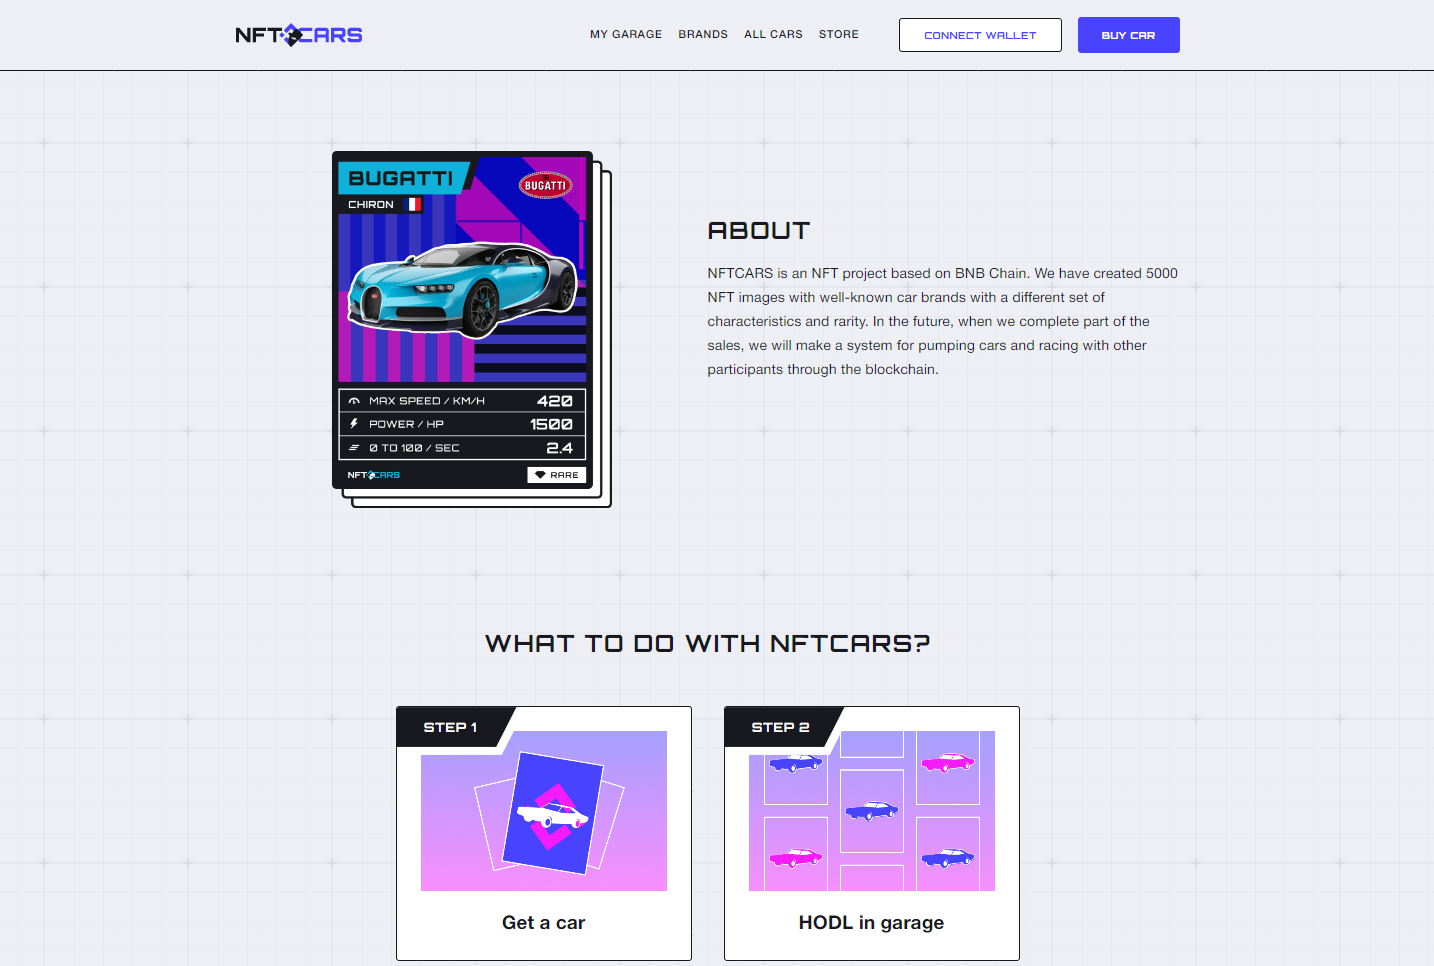 NFT CARS
MY GARAGE BRANDS ALL CARS STORE CONNECT WALLET BUY CAR
BUGATTI
BUGATTI
CHIRON
MAX SPEED / KM/H 420
POWER / HP 1500
0 TO 100 / SEC 2.4
NFT CARS RARE
ABOUT
NFTCARS is an NFT project based on BNB Chain. We have created 5000
NFT images with well-known car brands with a different set of
characteristics and rarity. In the future, when we complete part of the
sales, we will make a system for pumping cars and racing with other
participants through the blockchain.
WHAT TO DO WITH NFTCARS?
STEP 1
Get a car
STEP 2
HODL in garage